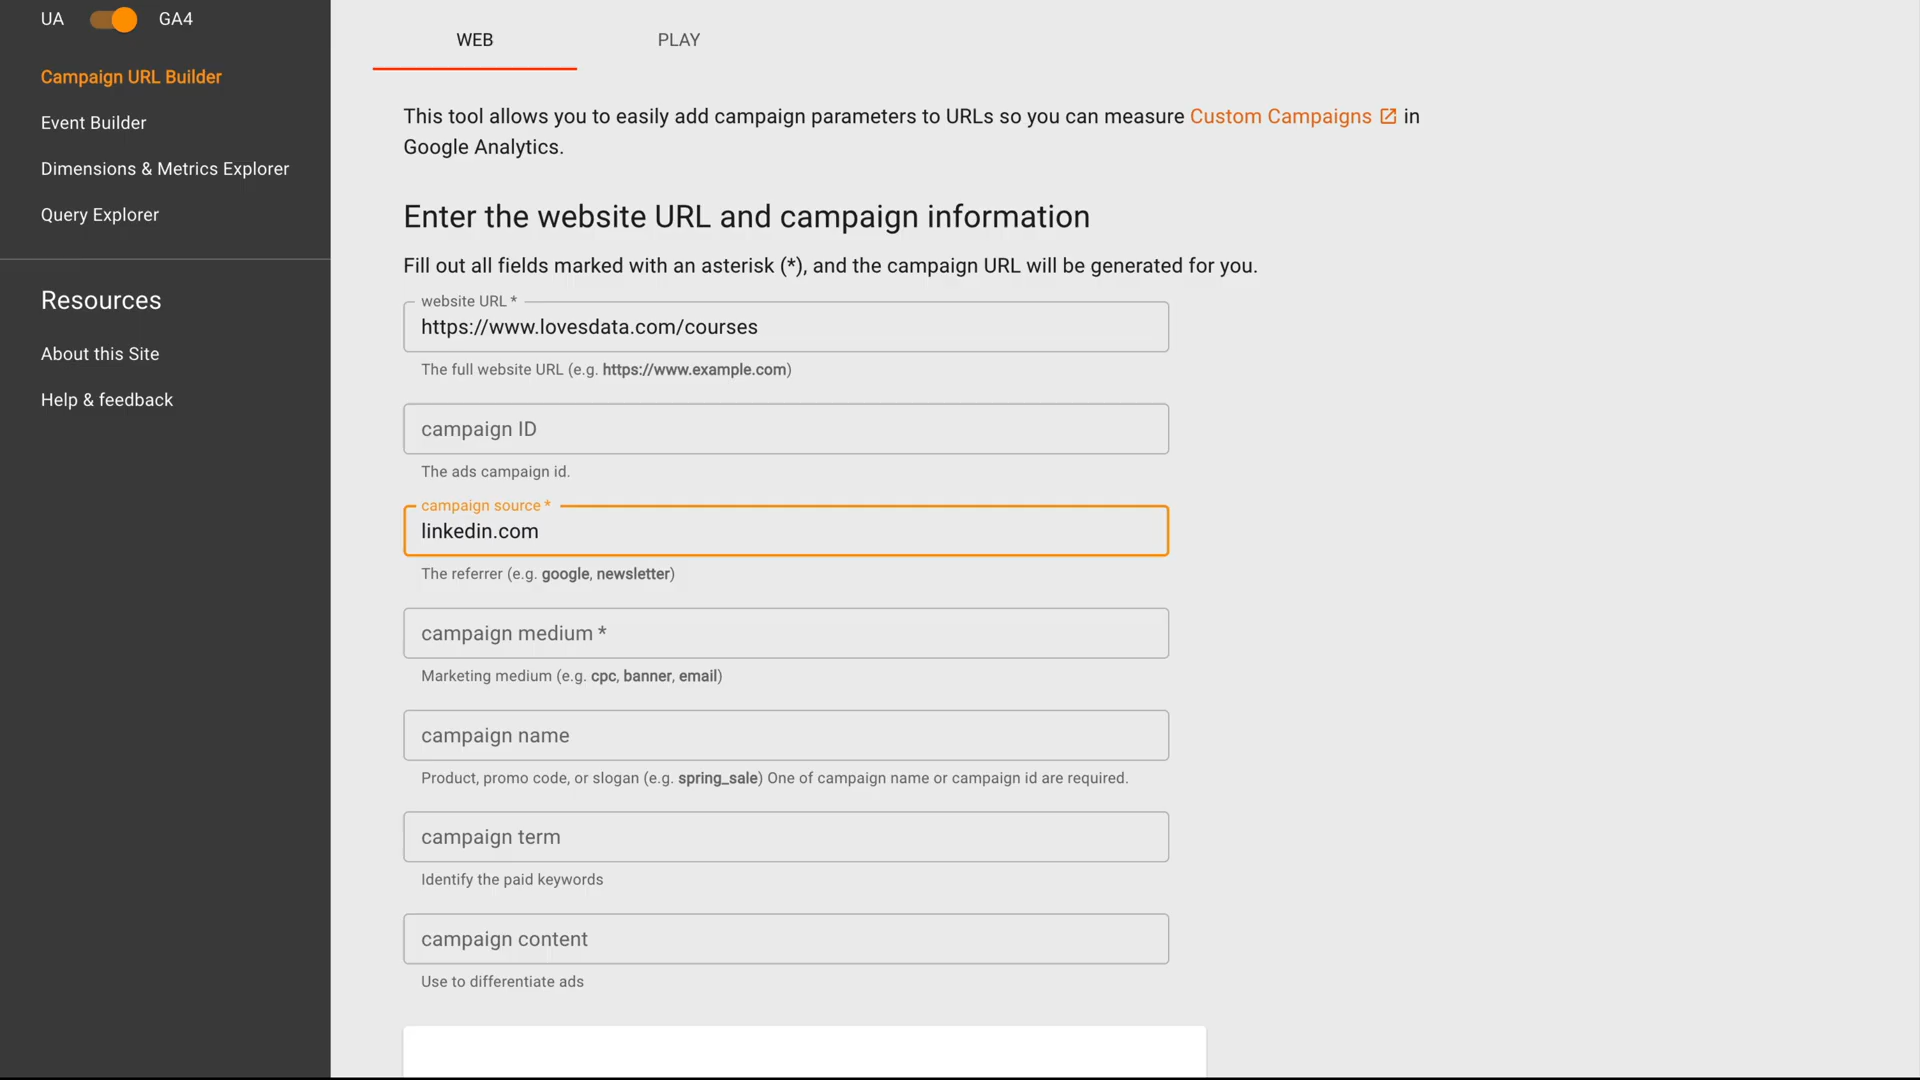 UA GA4
Campaign URL Builder
Event Builder
Dimensions & Metrics Explorer
Query Explorer
Resources
About this Site
Help & feedback
WEB PLAY
This tool allows you to easily add campaign parameters to URLs so you can measure Custom Campaigns in
Google Analytics.
Enter the website URL and campaign information
Fill out all fields marked with an asterisk (*), and the campaign URL will be generated for you.
website URL *
https://www.lovesdata.com/courses
The full website URL (e.g. https://www.example.com)
campaign ID
The ads campaign id.
campaign source *
linkedin.com
The referrer (e.g. google, newsletter)
campaign medium *
Marketing medium (e.g. cpc, banner, email)
campaign name
Product, promo code, or slogan (e.g. spring_sale) One of campaign name or campaign id are required.
campaign term
Identify the paid keywords
campaign content
Use to differentiate ads